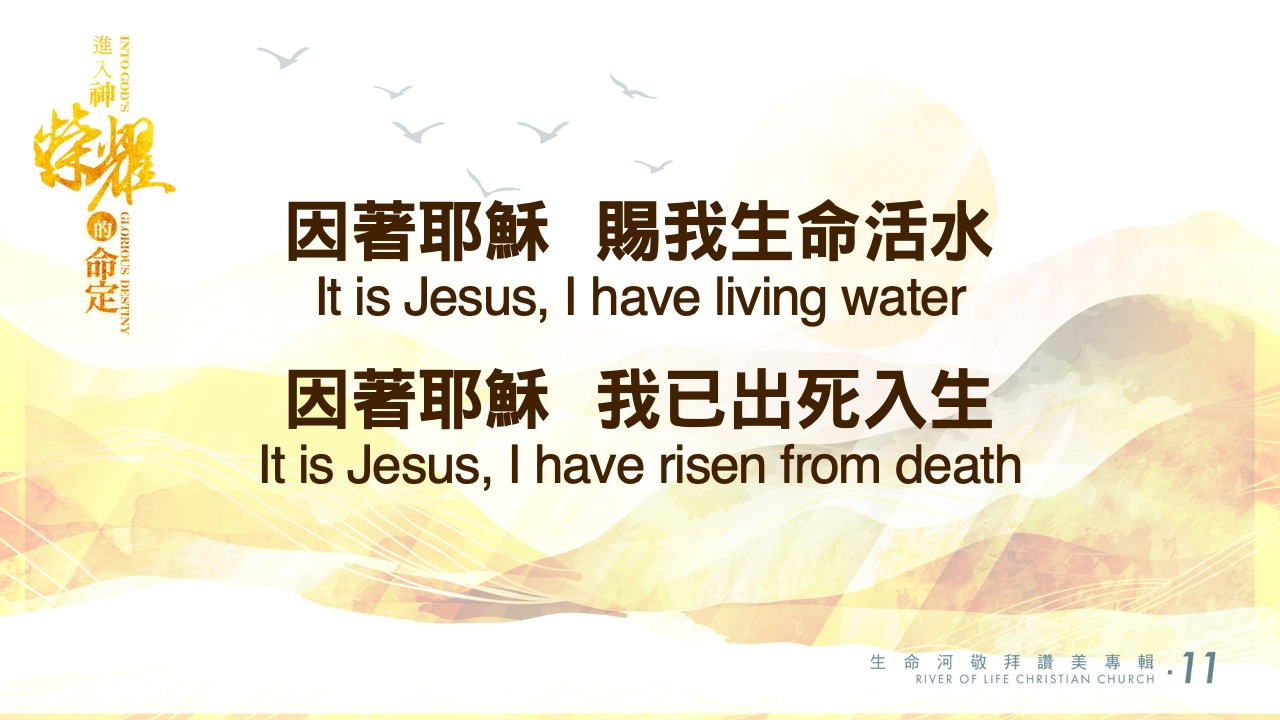 進入神
榮耀
的
命定
INTO GOD'S
GLORIOUS DESTINY
因著耶穌 賜我生命活水
It is Jesus, I have living water
因著耶穌 我已出死入生
It is Jesus, I have risen from death
生命河敬拜讚美專輯
RIVER OF LIFE CHRISTIAN CHURCH
·11